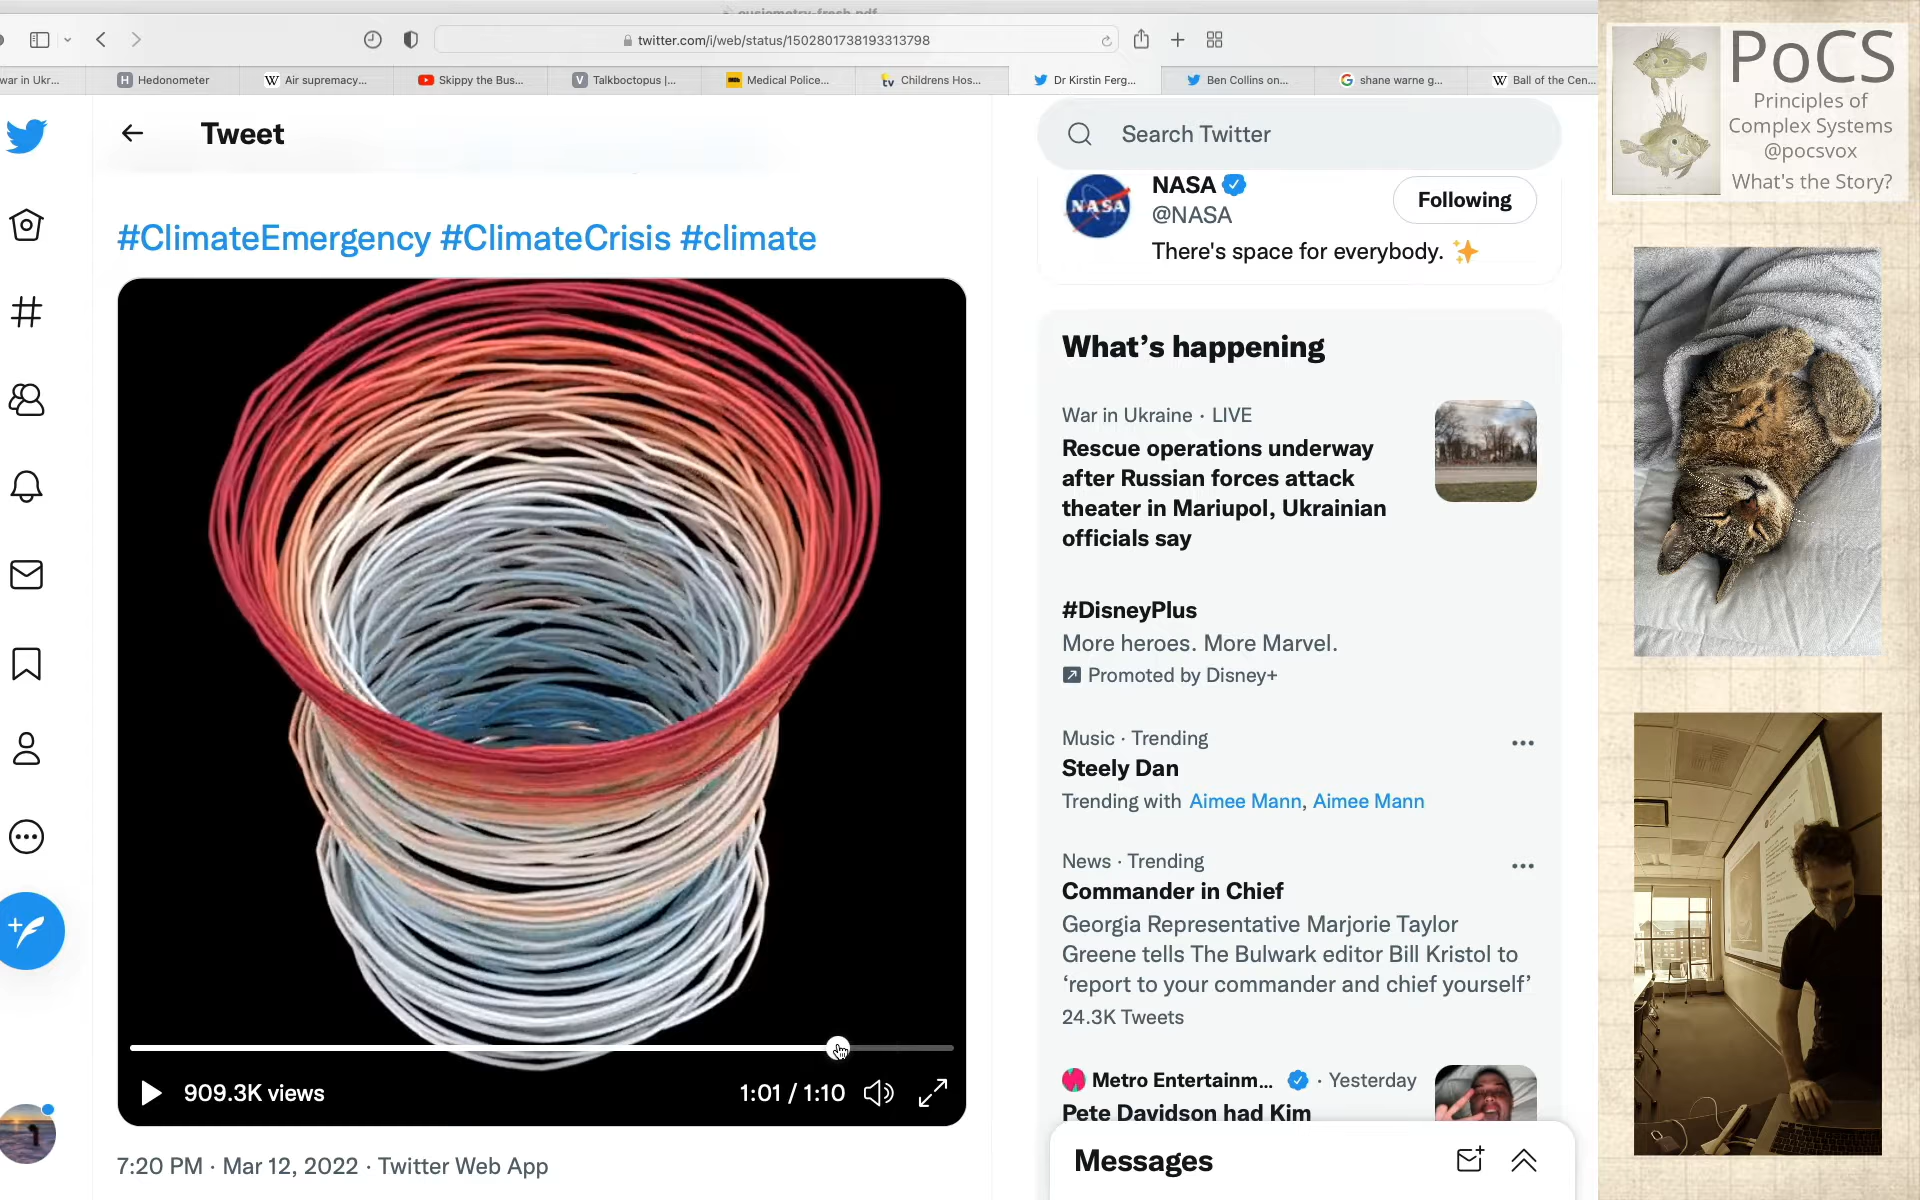 ousiometry-fresh.pdf
twitter.com/i/web/status/1502801738193313798
war in Ukr...
Hedonometer
Air supremacy...
Skippy the Bus...
Talkboctopus |...
Medical Police...
Childrens Hos...
Dr Kirstin Ferg...
Ben Collins on...
shane warne g...
Ball of the Cen...
Tweet
#ClimateEmergency #ClimateCrisis #climate
909.3K views
1:01 / 1:10
7:20 PM · Mar 12, 2022 · Twitter Web App
Search Twitter
NASA
NASA
@NASA
Following
There's space for everybody. ✨
What's happening
War in Ukraine · LIVE
Rescue operations underway
after Russian forces attack
theater in Mariupol, Ukrainian
officials say
#DisneyPlus
More heroes. More Marvel.
Promoted by Disney+
Music · Trending
Steely Dan
Trending with Aimee Mann, Aimee Mann
News · Trending
Commander in Chief
Georgia Representative Marjorie Taylor
Greene tells The Bulwark editor Bill Kristol to
‘report to your commander and chief yourself’
24.3K Tweets
Metro Entertainm... · Yesterday
Pete Davidson had Kim
Messages
PoCS
Principles of
Complex Systems
@pocsvox
What's the Story?